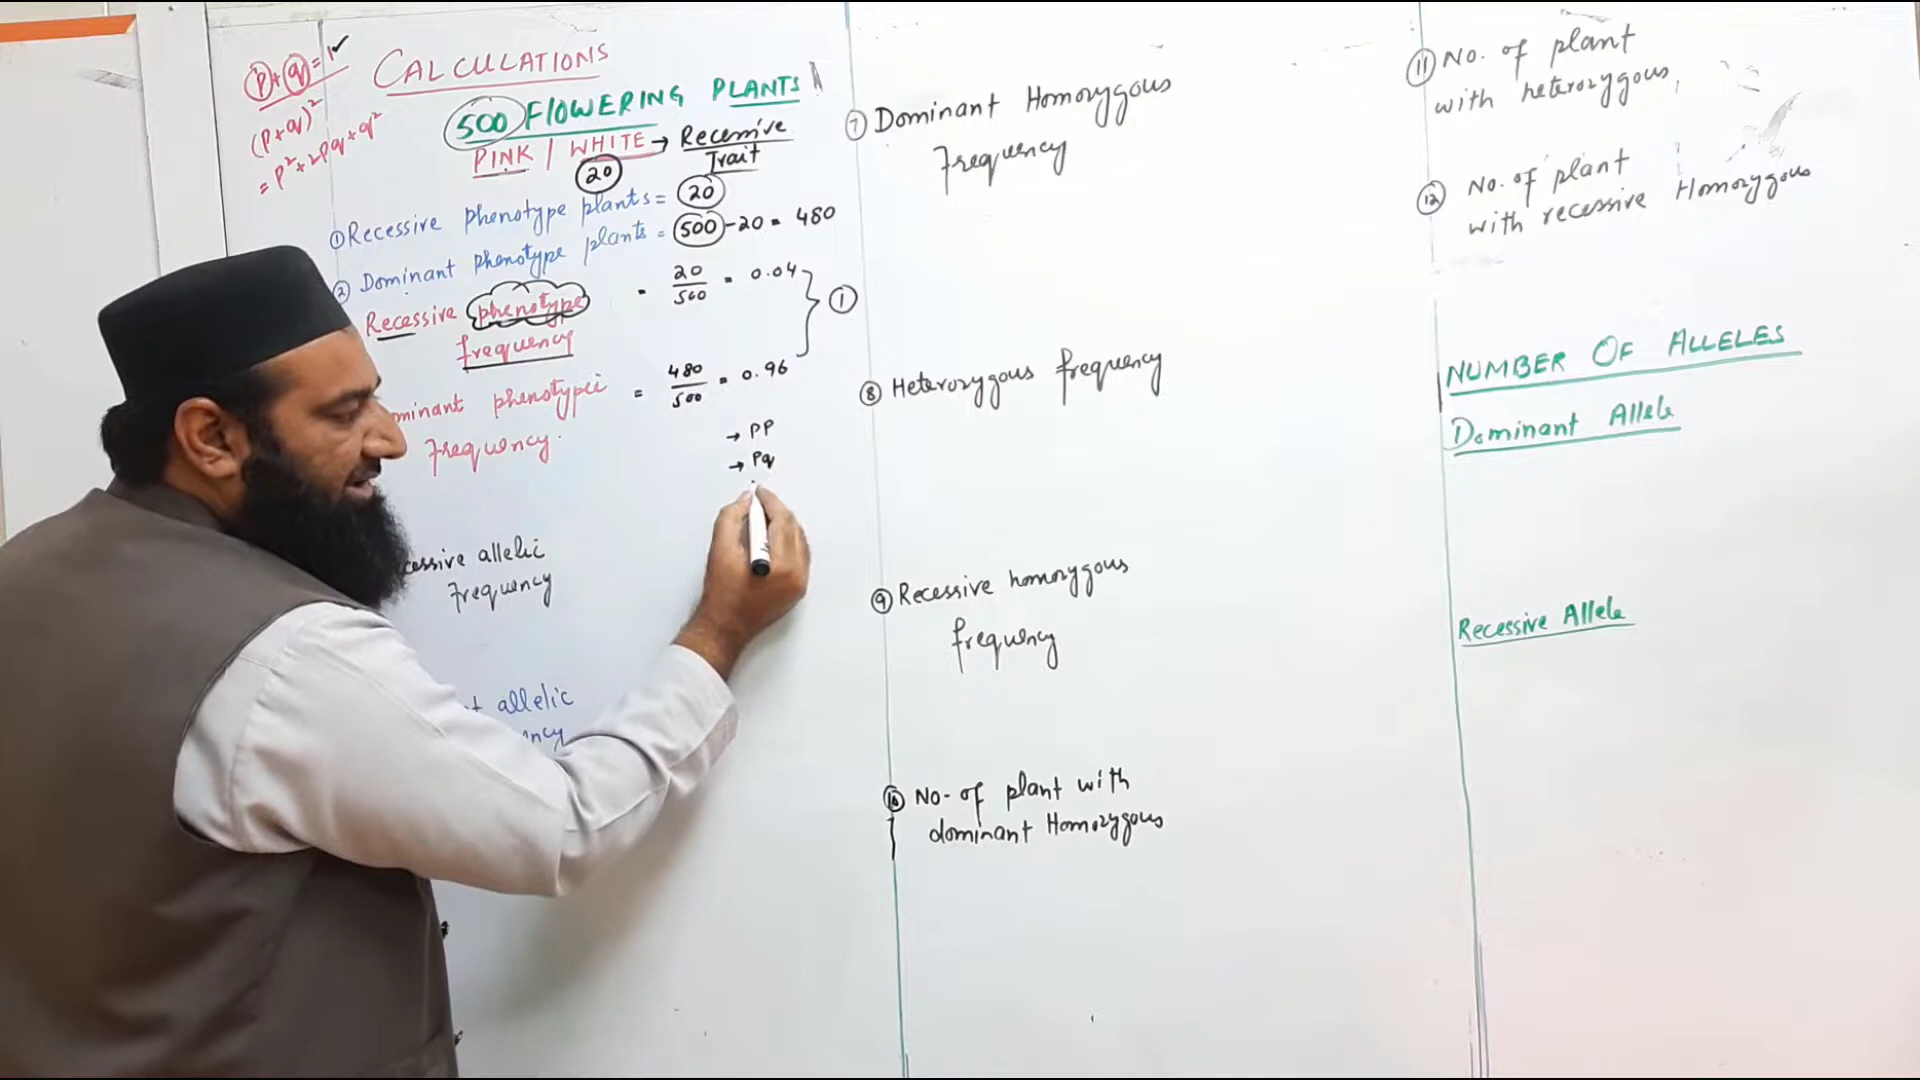 p+q=1✓
(p+q)²
=p²+2pq+q²
CALCULATIONS
500 FlOWERING PLANTS
PINK / WHITE → Recessive
Trait
20
①Recessive phenotype plants = 20
② Dominant phenotype plants = 500-20 = 480
Recessive phenotype = 20/500 = 0.04
frequency
} ①
minant phenotypic = 480/500 = 0.96
Frequency.
→ PP
→ Pq
cessive allelic
Frequency
t allelic
ncy
⑦ Dominant Homozygous
Frequency
⑧ Heterozygous frequency
⑨ Recessive homozygous
frequency
⑩ No- of plant with
dominant Homozygous
⑪ No. of plant
with heterozygous,
⑫ No. of plant
with recessive Homozygous
NUMBER OF ALLELES
Dominant Allele
Recessive Allele